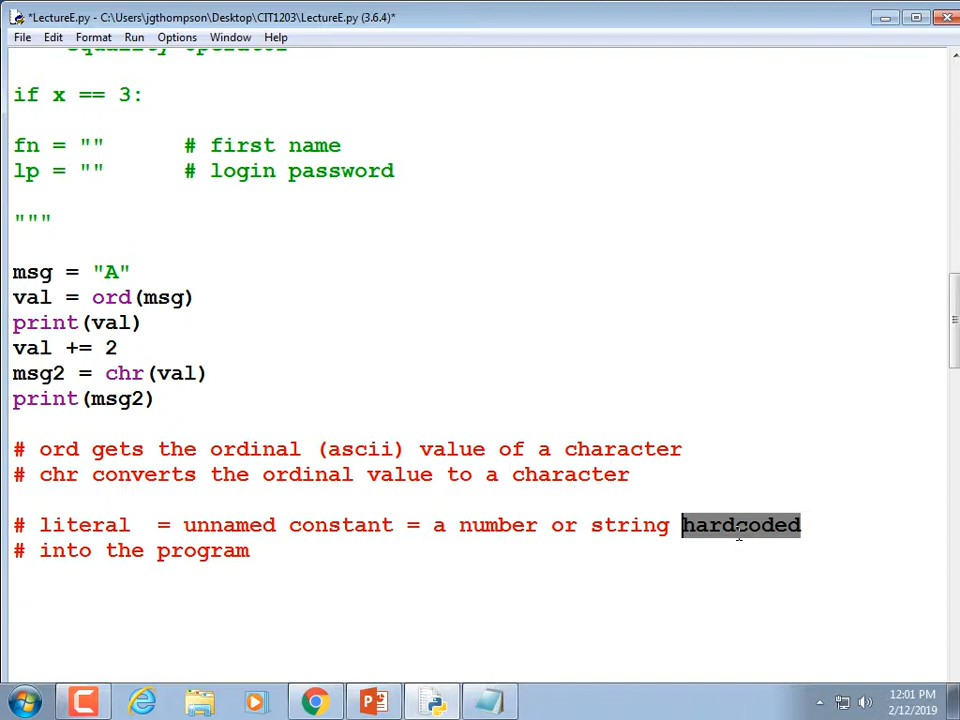 *LectureE.py - C:\Users\jgthompson\Desktop\CIT1203\LectureE.py (3.6.4)*
File Edit Format Run Options Window Help
equality operator
if x == 3:
fn = "" # first name
lp = "" # login password
"""
msg = "A"
val = ord(msg)
print(val)
val += 2
msg2 = chr(val)
print(msg2)
# ord gets the ordinal (ascii) value of a character
# chr converts the ordinal value to a character
# literal = unnamed constant = a number or string hardcoded
# into the program
12:01 PM
2/12/2019